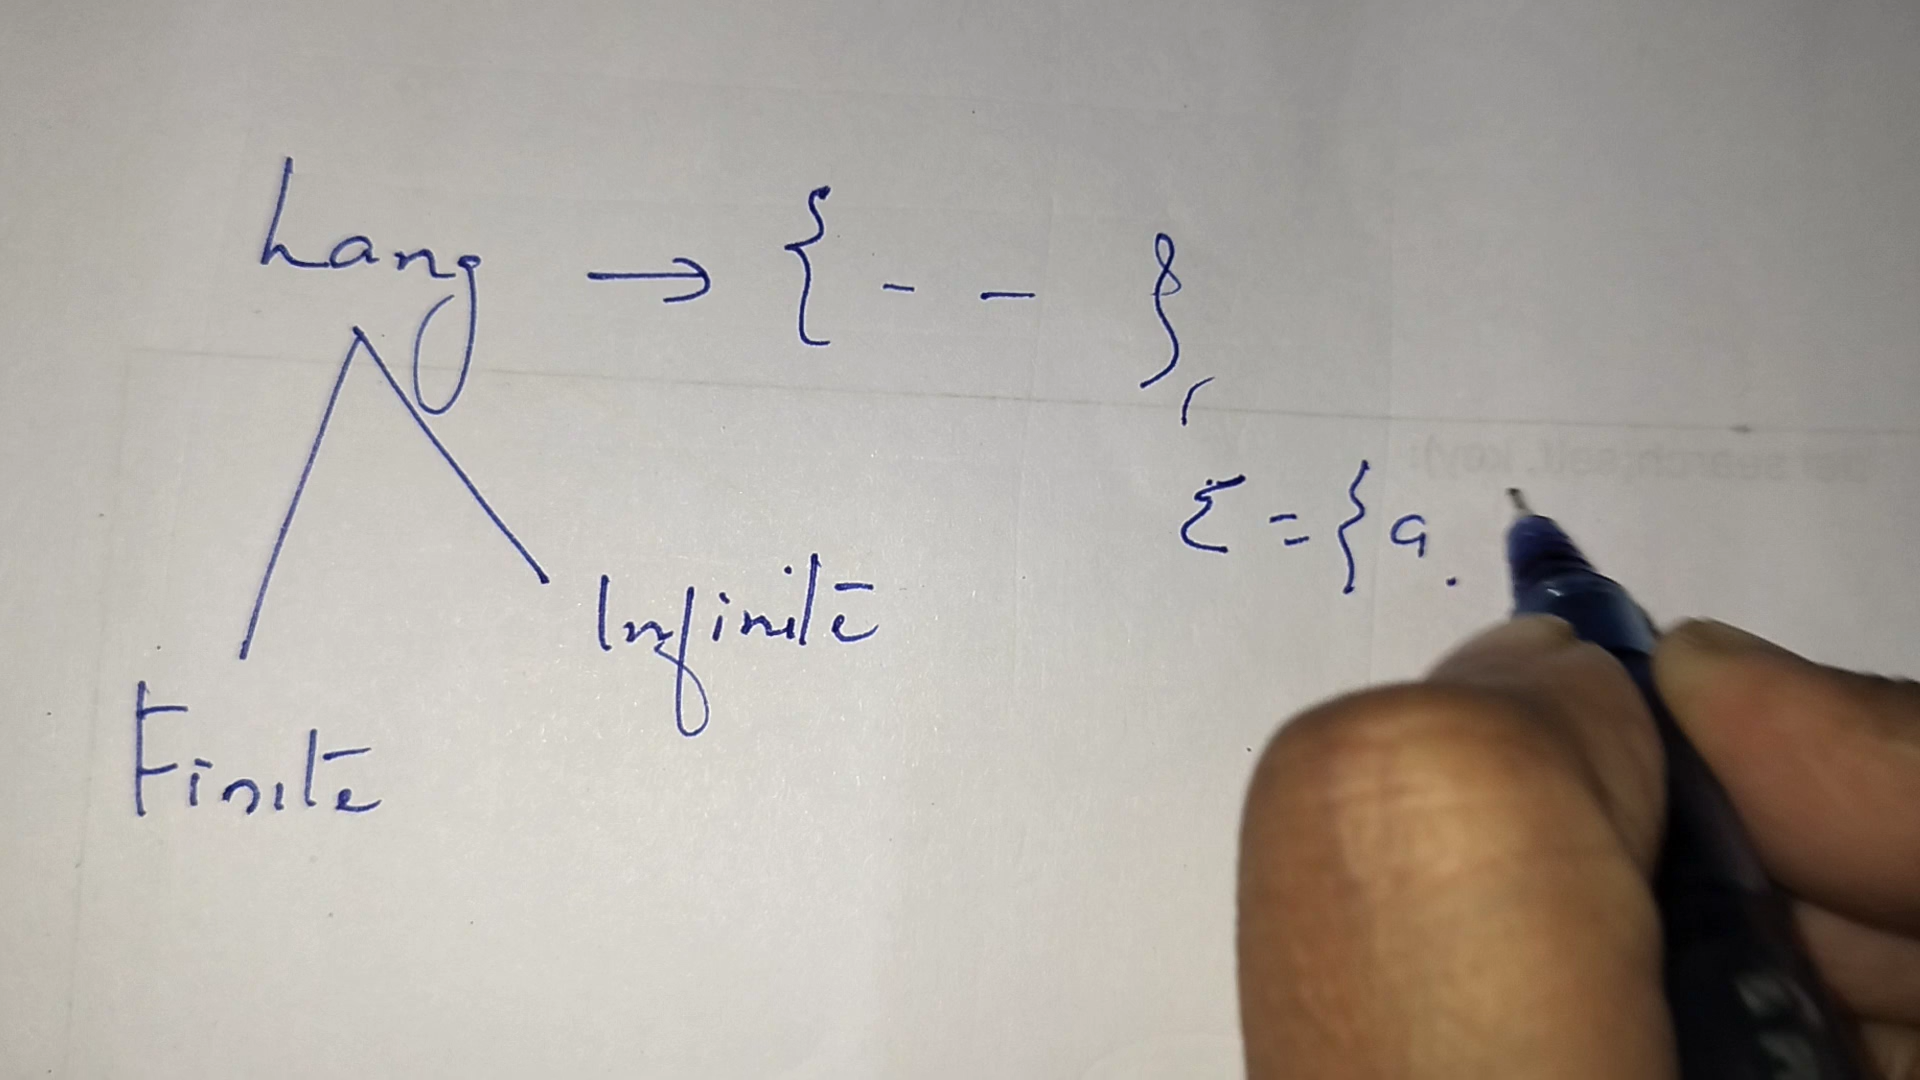 Lang → { - - },
Σ = {a.
Infinite
Finite